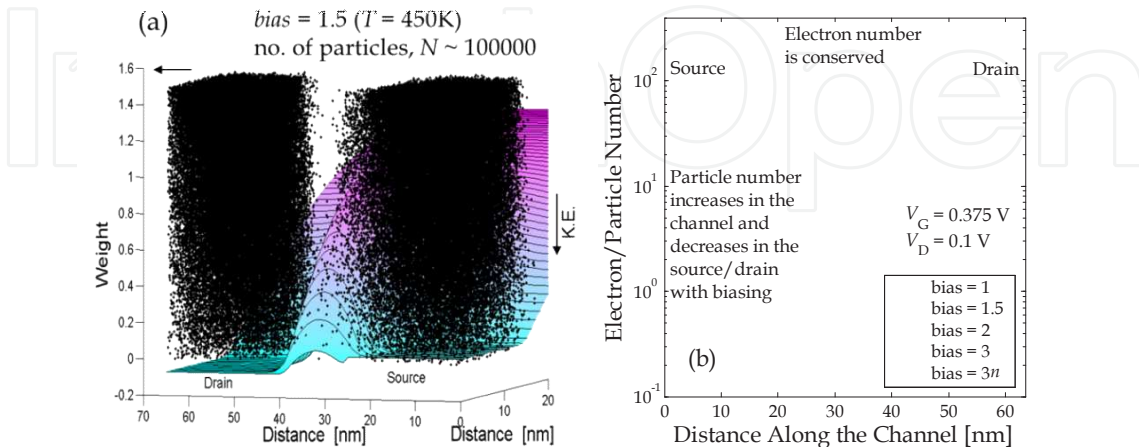 (a)
bias = 1.5 (T = 450K)
no. of particles, N ~ 100000
1.6
1.4
1.2
1
0.8
0.6
0.4
0.2
0
-0.2
Weight
K.E.
Drain
Source
70
60
50
40
30
20
10
0
10
20
Distance [nm]
Distance [nm]
Electron number
is conserved
Source
Drain
Particle number
increases in the
channel and
decreases in the
source/drain
with biasing
V_G = 0.375 V
V_D = 0.1 V
bias = 1
bias = 1.5
bias = 2
bias = 3
bias = 3n
(b)
10²
10¹
10⁰
10⁻¹
Electron/Particle Number
0
10
20
30
40
50
60
Distance Along the Channel [nm]
Open